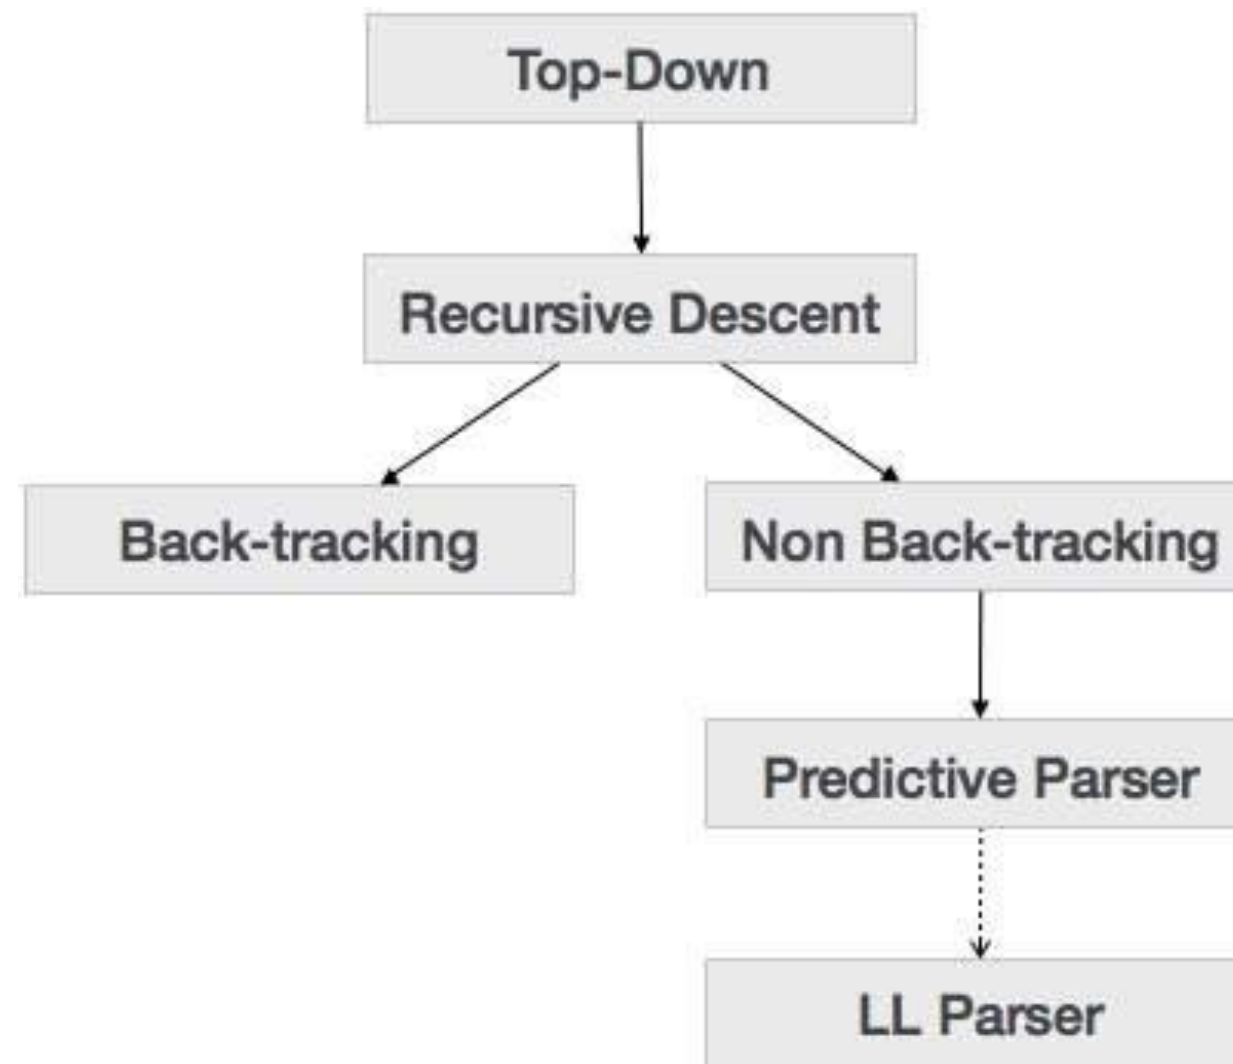 Top-Down
Recursive Descent
Back-tracking
Non Back-tracking
Predictive Parser
LL Parser